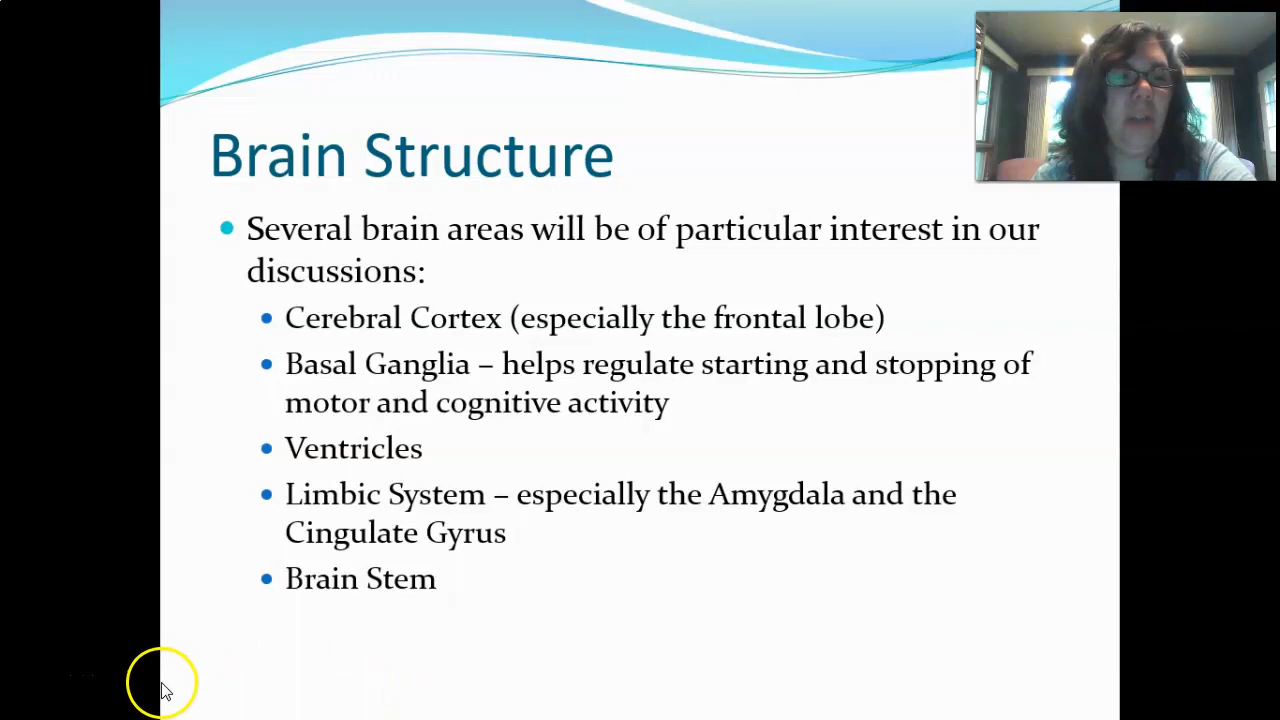 Brain Structure
Several brain areas will be of particular interest in our
discussions:
Cerebral Cortex (especially the frontal lobe)
Basal Ganglia – helps regulate starting and stopping of
motor and cognitive activity
Ventricles
Limbic System – especially the Amygdala and the
Cingulate Gyrus
Brain Stem